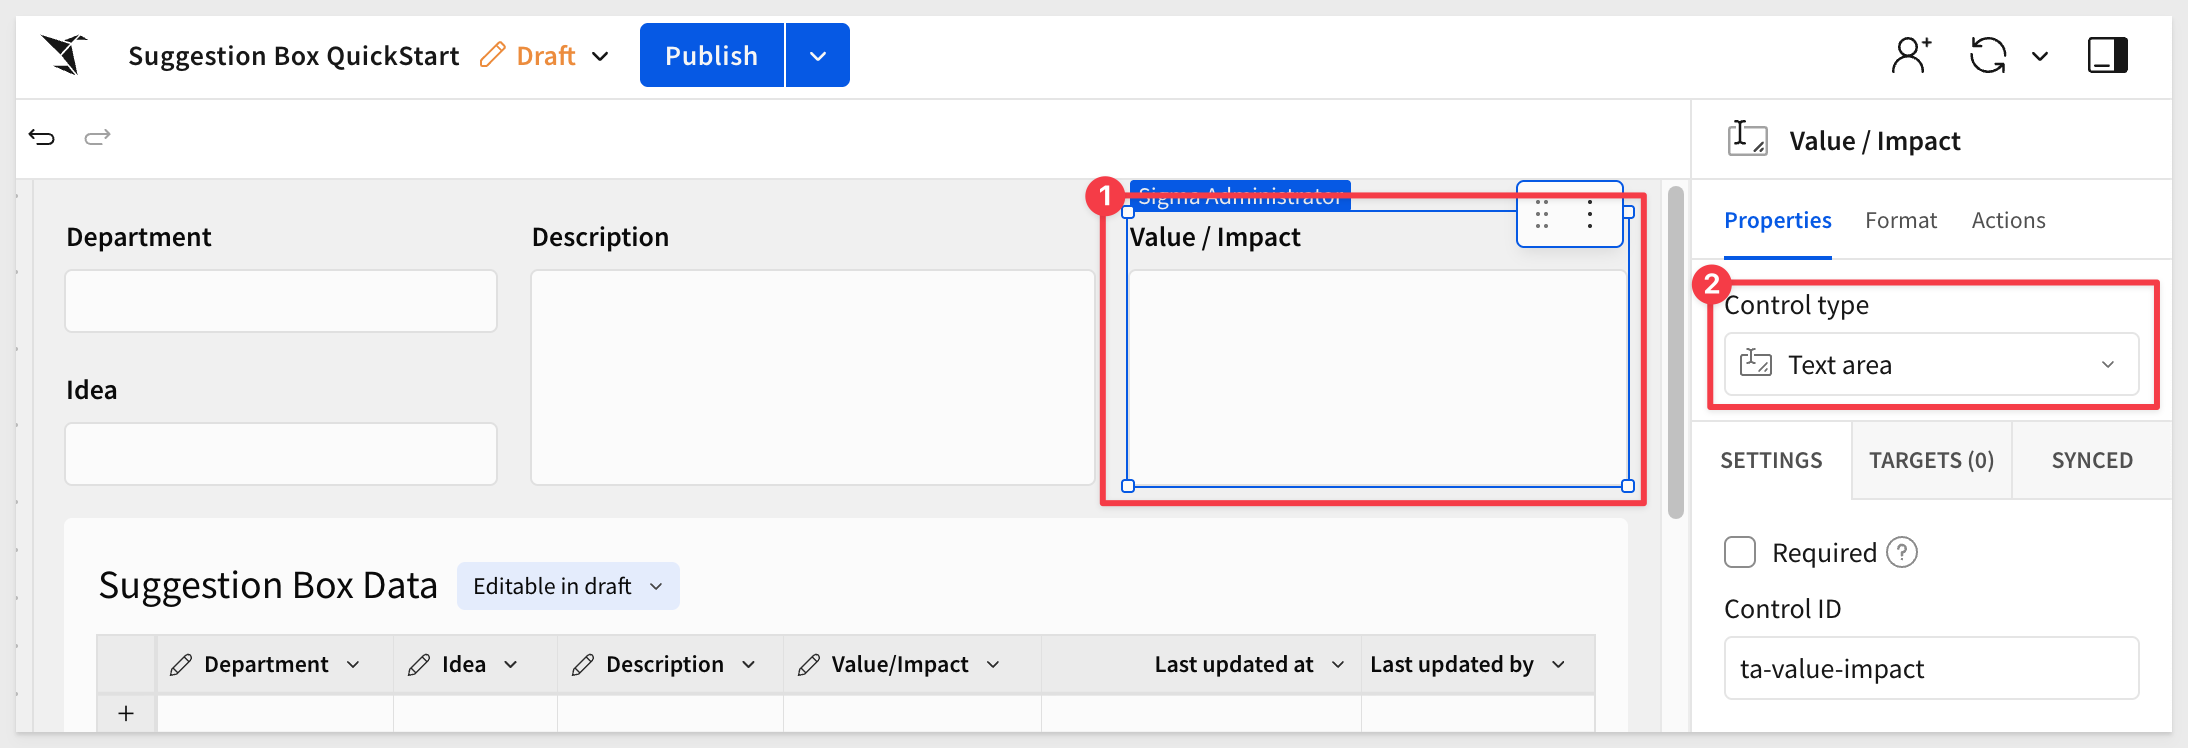 Suggestion Box QuickStart Draft Publish
Value / Impact
Properties Format Actions
1 Sigma Administrator
Department Description Value / Impact
2
Control type
Text area
Idea
SETTINGS TARGETS (0) SYNCED
Required ?
Suggestion Box Data Editable in draft
Control ID
Department Idea Description Value/Impact Last updated at Last updated by
ta-value-impact
+